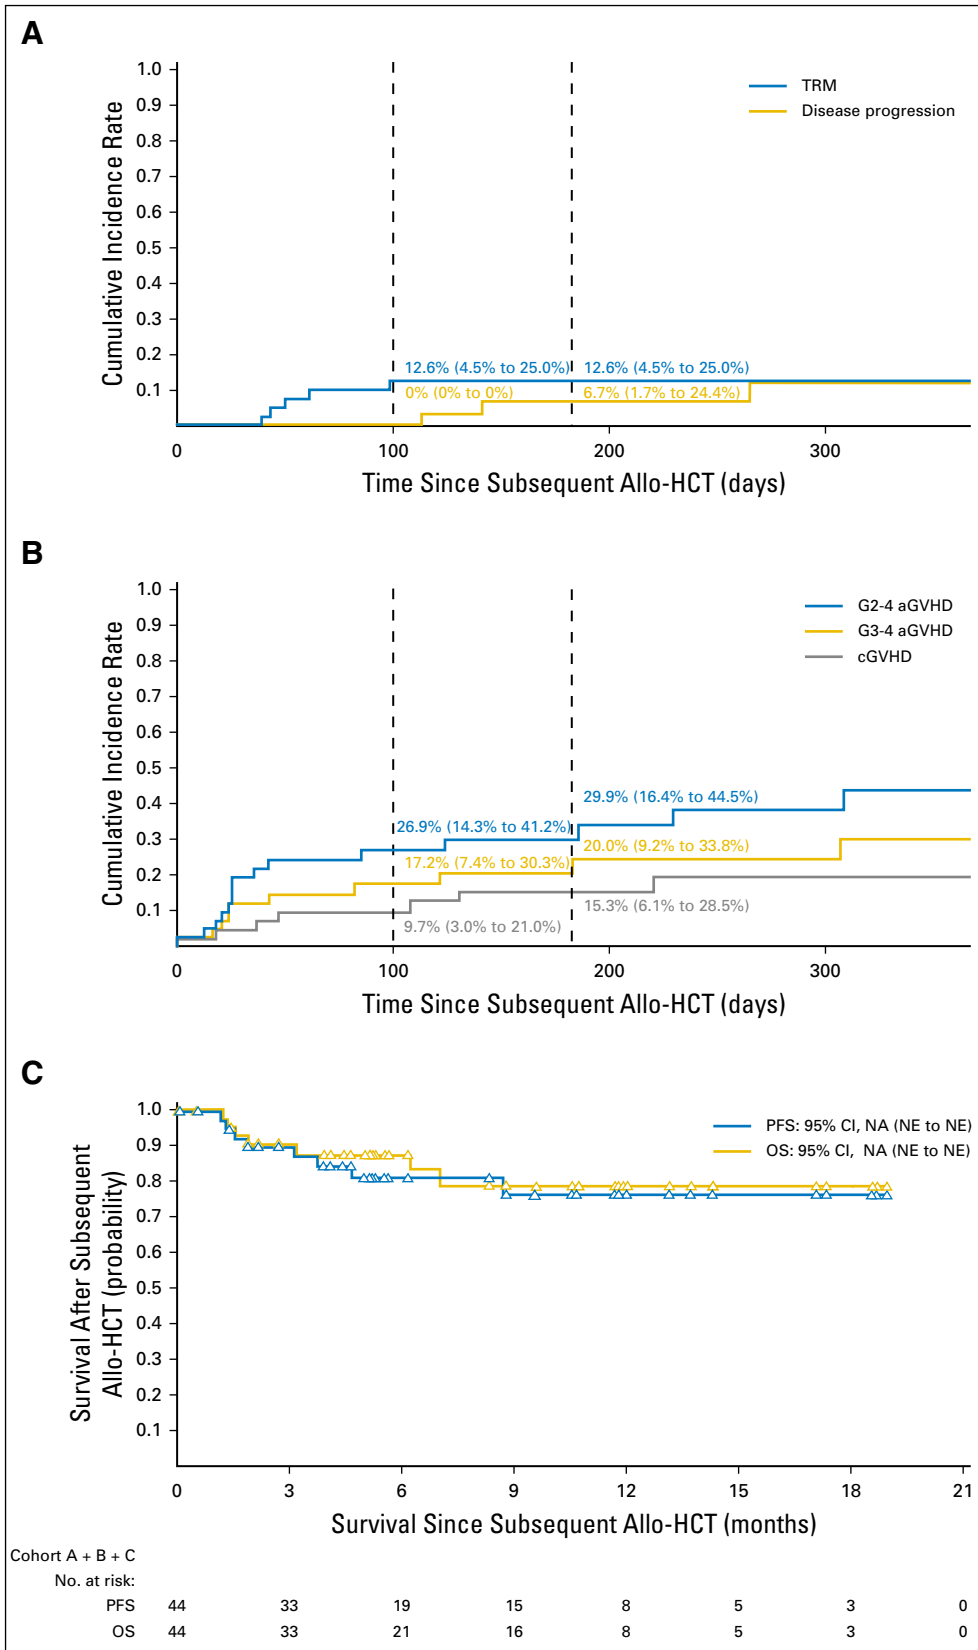 A
1.0
0.9
0.8
0.7
0.6
0.5
0.4
0.3
0.2
0.1
Cumulative Incidence Rate
TRM
Disease progression
12.6% (4.5% to 25.0%)
12.6% (4.5% to 25.0%)
0% (0% to 0%)
6.7% (1.7% to 24.4%)
0 100 200 300
Time Since Subsequent Allo-HCT (days)
B
1.0
0.9
0.8
0.7
0.6
0.5
0.4
0.3
0.2
0.1
Cumulative Incidence Rate
G2-4 aGVHD
G3-4 aGVHD
cGVHD
29.9% (16.4% to 44.5%)
26.9% (14.3% to 41.2%)
20.0% (9.2% to 33.8%)
17.2% (7.4% to 30.3%)
15.3% (6.1% to 28.5%)
9.7% (3.0% to 21.0%)
0 100 200 300
Time Since Subsequent Allo-HCT (days)
C
1.0
0.9
0.8
0.7
0.6
0.5
0.4
0.3
0.2
0.1
Survival After Subsequent
Allo-HCT (probability)
PFS: 95% CI, NA (NE to NE)
OS: 95% CI, NA (NE to NE)
0 3 6 9 12 15 18 21
Survival Since Subsequent Allo-HCT (months)
Cohort A + B + C
No. at risk:
PFS 44 33 19 15 8 5 3 0
OS 44 33 21 16 8 5 3 0